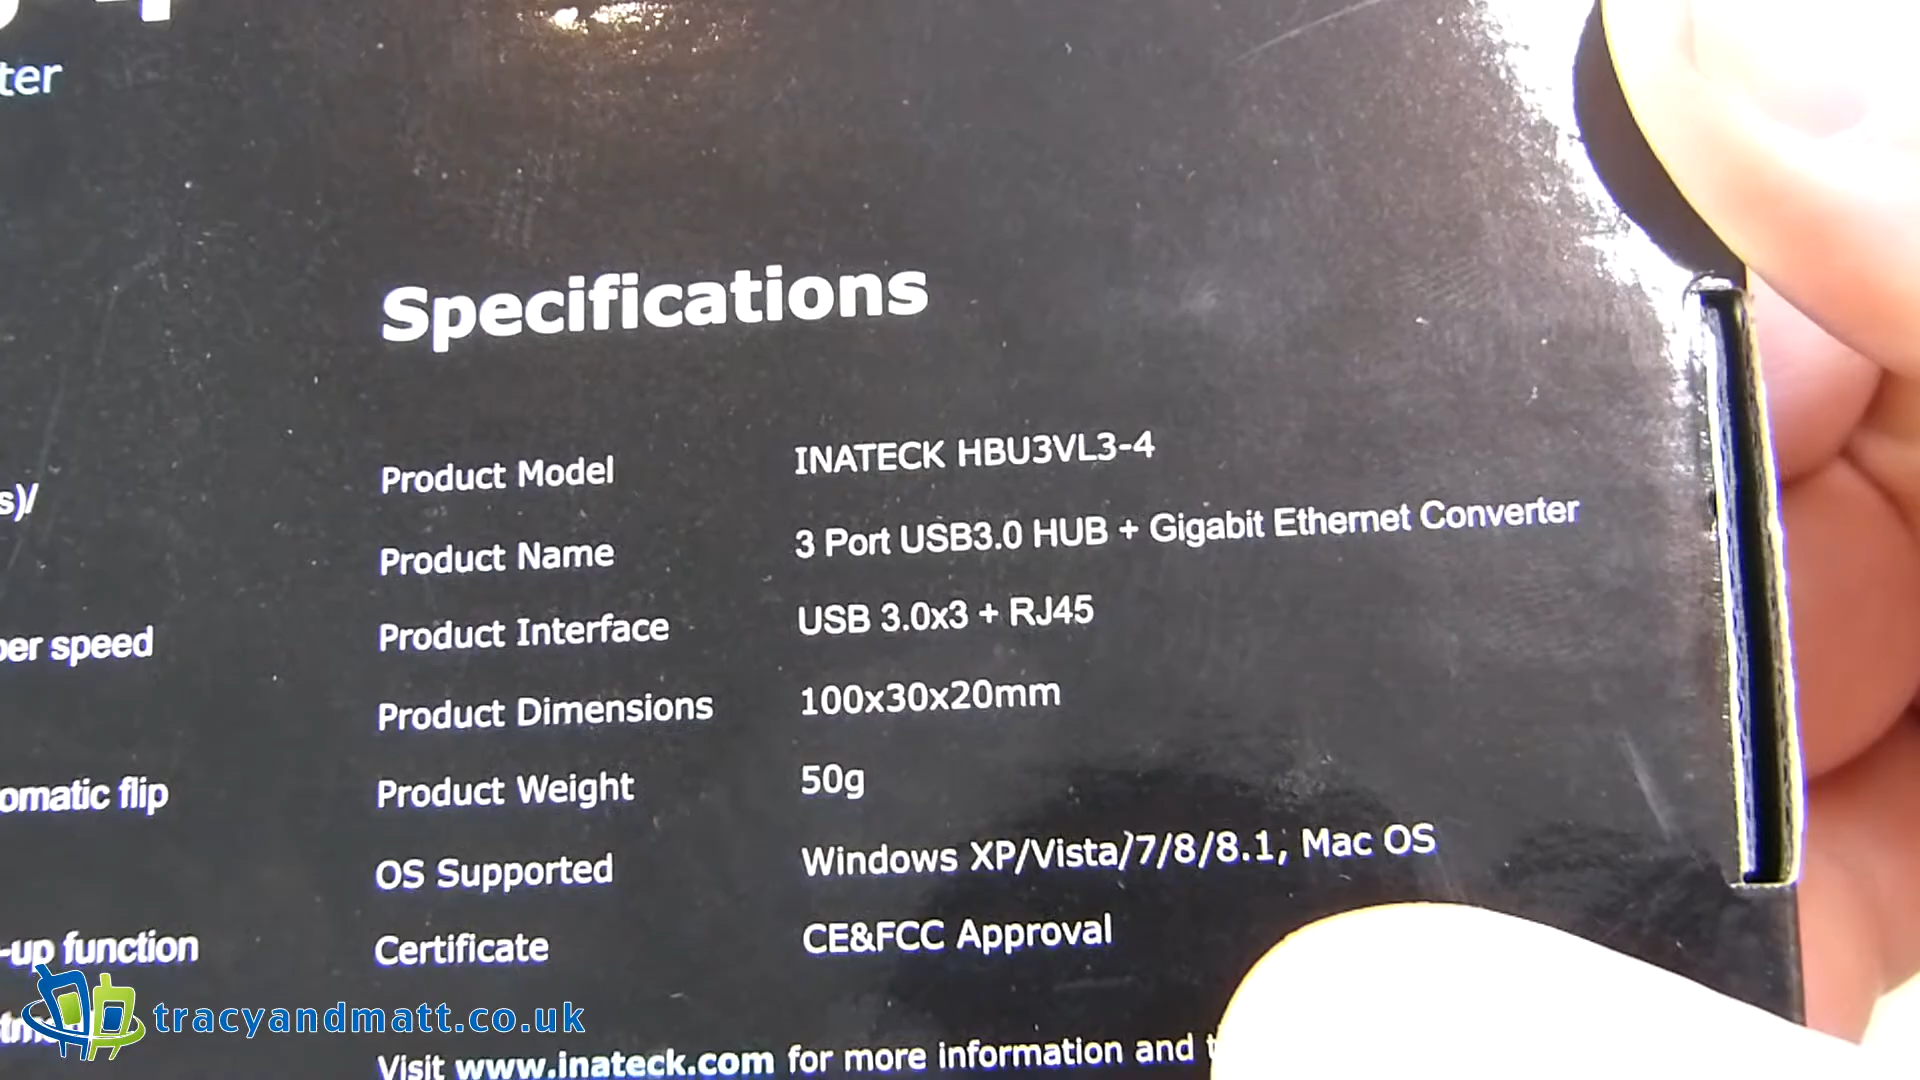 ter
Specifications
Product Model INATECK HBU3VL3-4
s)/
Product Name 3 Port USB3.0 HUB + Gigabit Ethernet Converter
Product Interface USB 3.0x3 + RJ45
per speed
Product Dimensions 100x30x20mm
omatic flip
Product Weight 50g
OS Supported Windows XP/Vista/7/8/8.1, Mac OS
-up function
Certificate CE&FCC Approval
tracyandmatt.co.uk
Visit www.inateck.com for more information and